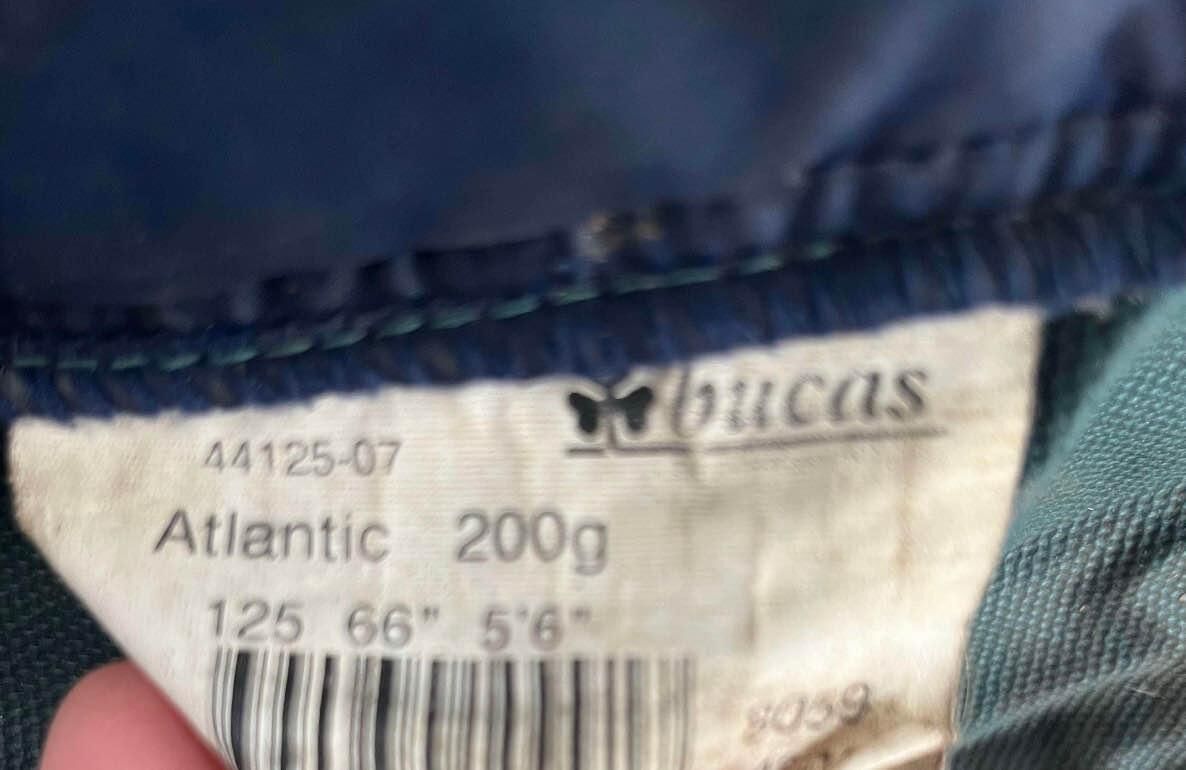 bucas
44125-07
Atlantic 200g
125 66" 5'6"